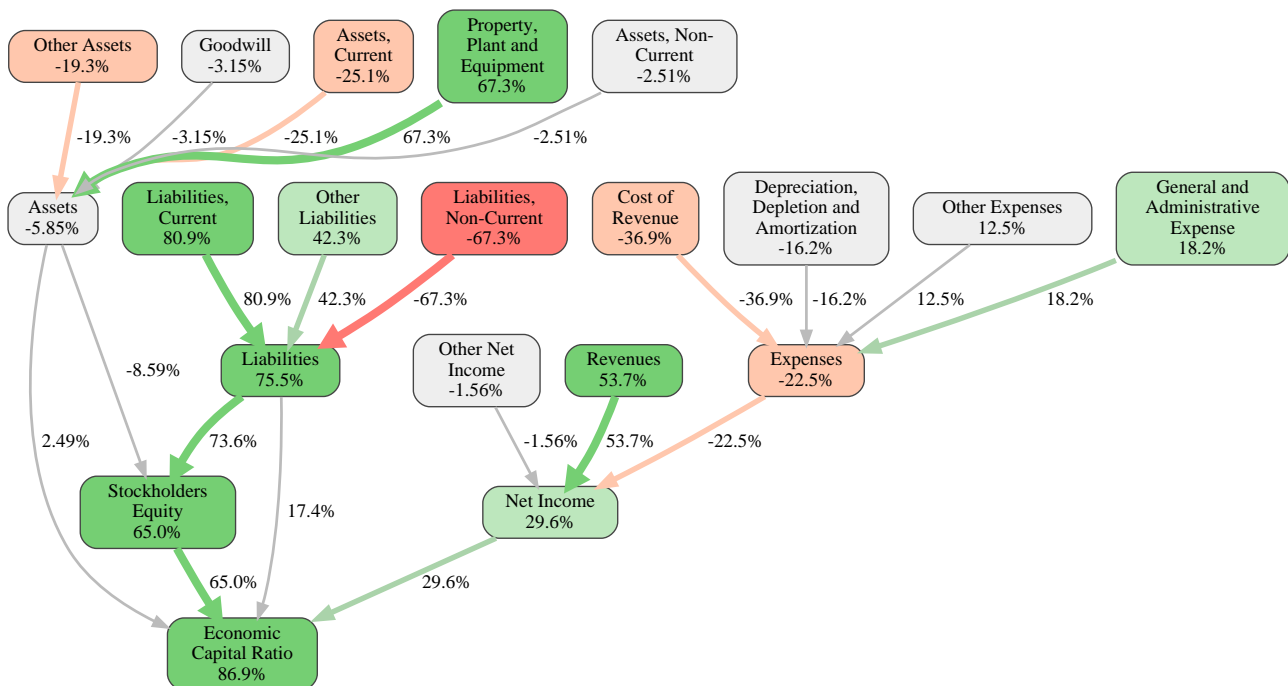 Other Assets
-19.3%
Goodwill
-3.15%
Assets,
Current
-25.1%
Property,
Plant and
Equipment
67.3%
Assets, Non-
Current
-2.51%
-19.3%
-3.15%
-25.1%
67.3%
-2.51%
Assets
-5.85%
Liabilities,
Current
80.9%
Other
Liabilities
42.3%
Liabilities,
Non-Current
-67.3%
Cost of
Revenue
-36.9%
Depreciation,
Depletion and
Amortization
-16.2%
Other Expenses
12.5%
General and
Administrative
Expense
18.2%
80.9%
42.3%
-67.3%
-36.9%
-16.2%
12.5%
18.2%
Liabilities
75.5%
Other Net
Income
-1.56%
Revenues
53.7%
Expenses
-22.5%
-8.59%
2.49%
73.6%
17.4%
-1.56%
53.7%
-22.5%
Stockholders
Equity
65.0%
Net Income
29.6%
65.0%
29.6%
Economic
Capital Ratio
86.9%